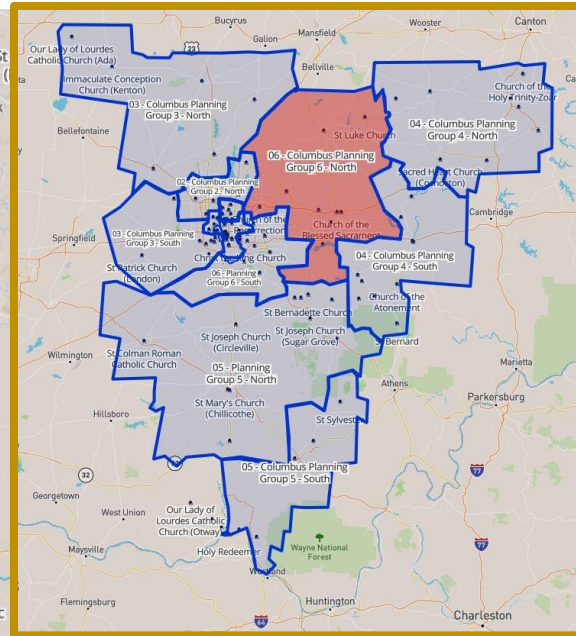 Bucyrus
Wooster
Canton
Mansfield
Galion
23
Our Lady of Lourdes
Catholic Church (Ada)
Bellville
Immaculate Conception
Church (Kenton)
Church of the
Holy Trinity-Zoar
03 - Columbus Planning
Group 3 - North
04 - Columbus Planning
Group 4 - North
Bellefontaine
St Luke Church
06 - Columbus Planning
Group 6 - North
Sacred Heart Church
(Coshocton)
02 - Columbus Planning
Group 2 - North
Cambridge
Church of the
Resurrection
Church of the
Blessed Sacrament
03 - Columbus Planning
Group 3 - South
Springfield
Christ the King Church
04 - Columbus Planning
Group 4 - South
St Patrick Church
(London)
06 - Planning
Group 6 - South
Church of the
Atonement
St Bernadette Church
St Joseph Church
(Circleville)
St Joseph Church
(Sugar Grove)
St Bernard
Wilmington
St Colman Roman
Catholic Church
Marietta
05 - Planning
Group 5 - North
Athens
Parkersburg
Hillsboro
St Mary's Church
(Chillicothe)
St Sylvester
77
32
05 - Columbus Planning
Group 5 - South
Georgetown
West Union
Our Lady of
Lourdes Catholic
Church (Otway)
77
Maysville
Holy Redeemer
Wayne National
Forest
Flemingsburg
Huntington
64
Charleston